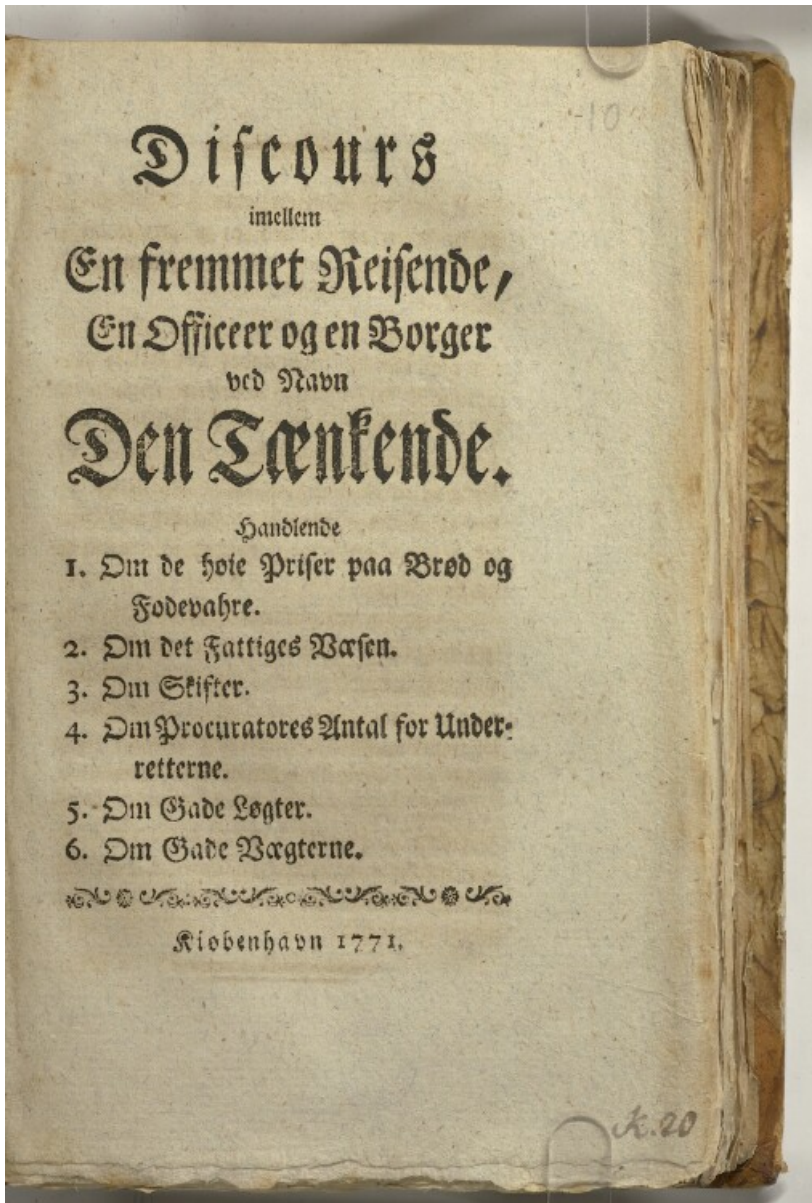 -10
Discours
imellem
En fremmet Reisende,
En Officeer og en Borger
ved Navn
Den Tænkende.
Handlende
1. Om de høie Priser paa Brød og
Fødevahre.
2. Om det Fattiges Væsen.
3. Om Skifter.
4. Om Procuratores Antal for Under-
retterne.
5. Om Gade Løgter.
6. Om Gade Vægterne.
Kiøbenhavn 1771.
K.20